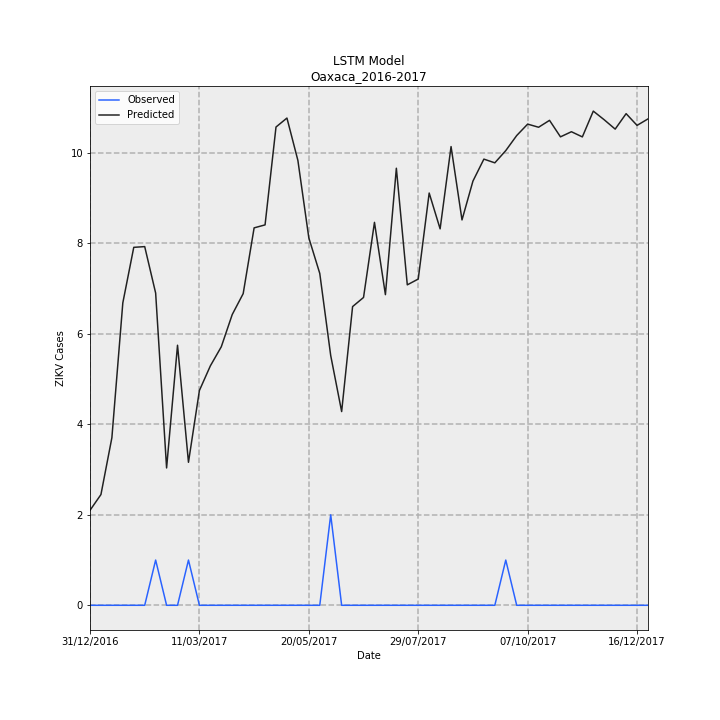 LSTM Model
Oaxaca_2016-2017
Observed
Predicted
ZIKV Cases
10
8
6
4
2
0
31/12/2016
11/03/2017
20/05/2017
29/07/2017
07/10/2017
16/12/2017
Date